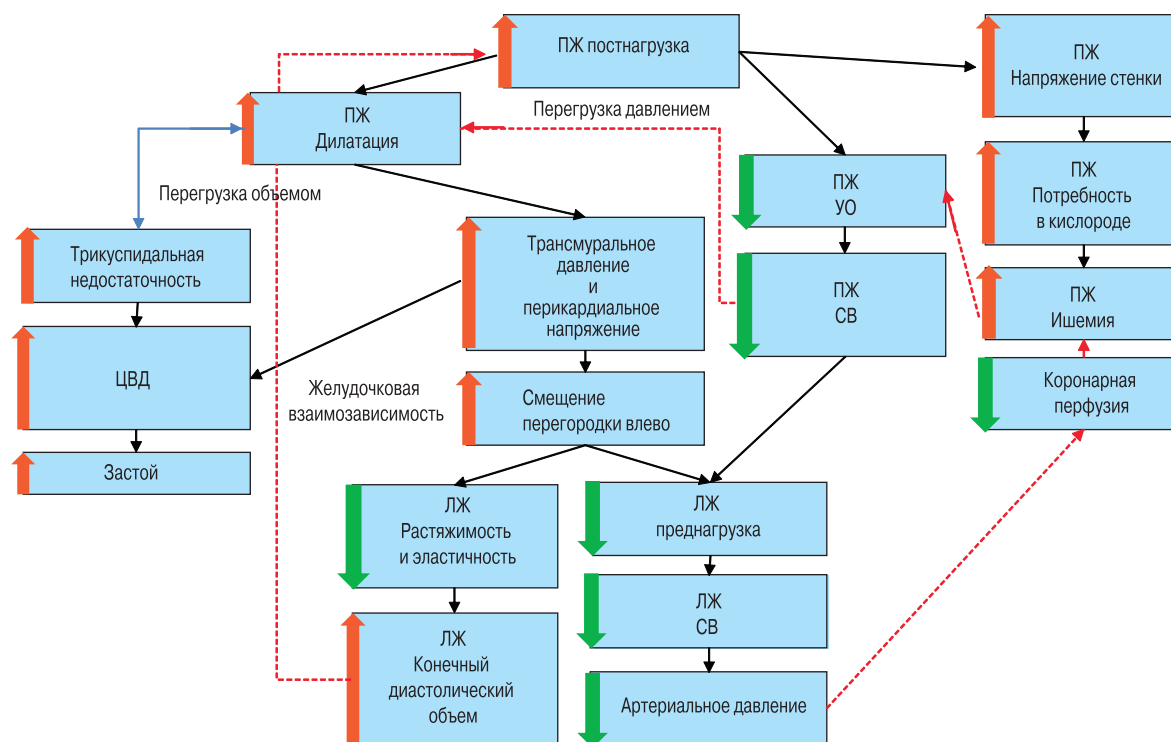 ПЖ постнагрузка
ПЖ
Напряжение стенки
Перегрузка давлением
ПЖ
Дилатация
ПЖ
УО
ПЖ
Потребность
в кислороде
Перегрузка объемом
Трикуспидальная
недостаточность
Трансмуральное
давление
и
перикардиальное
напряжение
ПЖ
СВ
ПЖ
Ишемия
ЦВД
Желудочковая
взаимозависимость
Смещение
перегородки влево
Коронарная
перфузия
Застой
ЛЖ
Растяжимость
и эластичность
ЛЖ
преднагрузка
ЛЖ
СВ
ЛЖ
Конечный
диастолический
объем
Артериальное давление